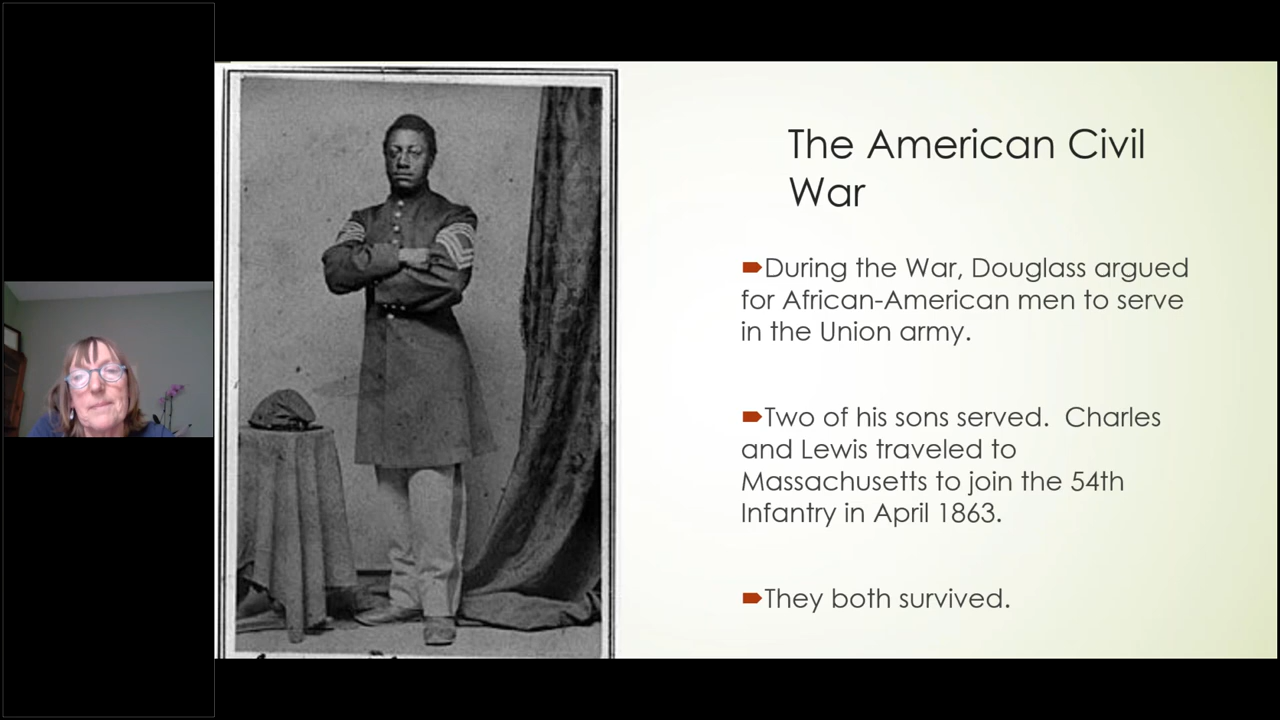 The American Civil
War
During the War, Douglass argued
for African-American men to serve
in the Union army.
Two of his sons served.  Charles
and Lewis traveled to
Massachusetts to join the 54th
Infantry in April 1863.
They both survived.